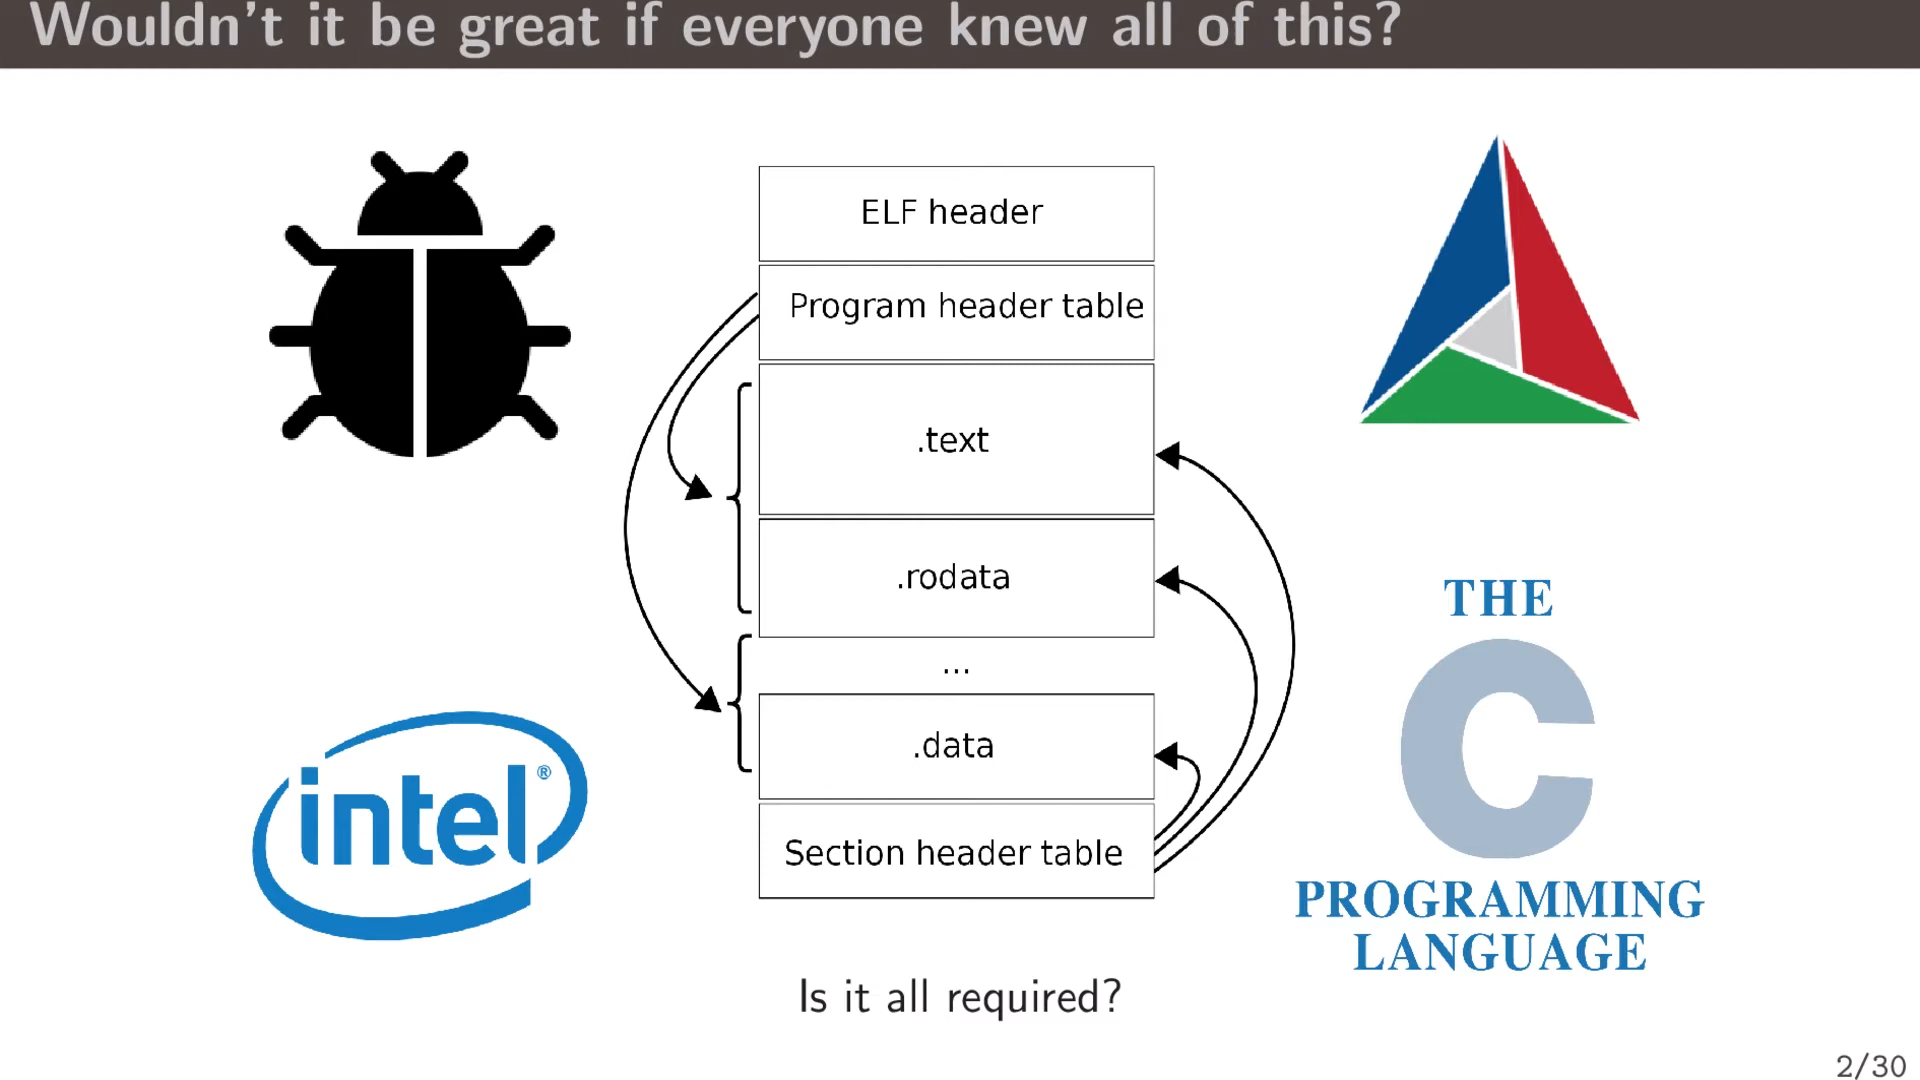 Wouldn't it be great if everyone knew all of this?
ELF header
Program header table
.text
.rodata
...
.data
Section header table
intel®
THE
C
PROGRAMMING
LANGUAGE
Is it all required?
2/30